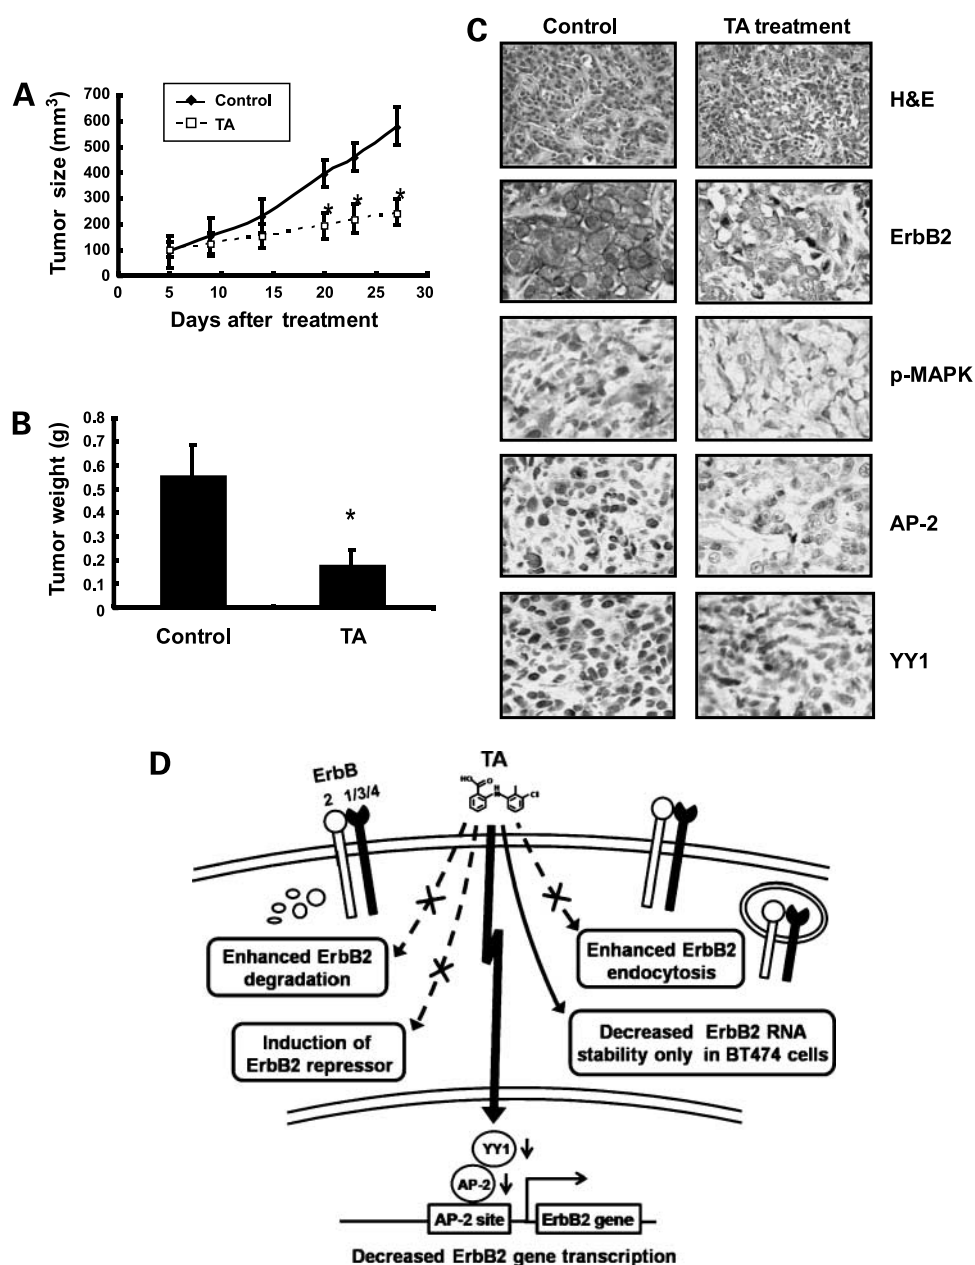 A
Tumor size (mm3)
700
600
500
400
300
200
100
0
Control
TA
*
*
*
0
5
10
15
20
25
30
Days after treatment
B
Tumor weight (g)
0.8
0.7
0.6
0.5
0.4
0.3
0.2
0.1
0
*
Control
TA
C
Control
TA treatment
H&E
ErbB2
p-MAPK
AP-2
YY1
D
ErbB
2 1/3/4
TA
HO
O
H
N
Cl
Enhanced ErbB2
degradation
Induction of
ErbB2 repressor
Enhanced ErbB2
endocytosis
Decreased ErbB2 RNA
stability only in BT474 cells
YY1
AP-2
AP-2 site
ErbB2 gene
Decreased ErbB2 gene transcription